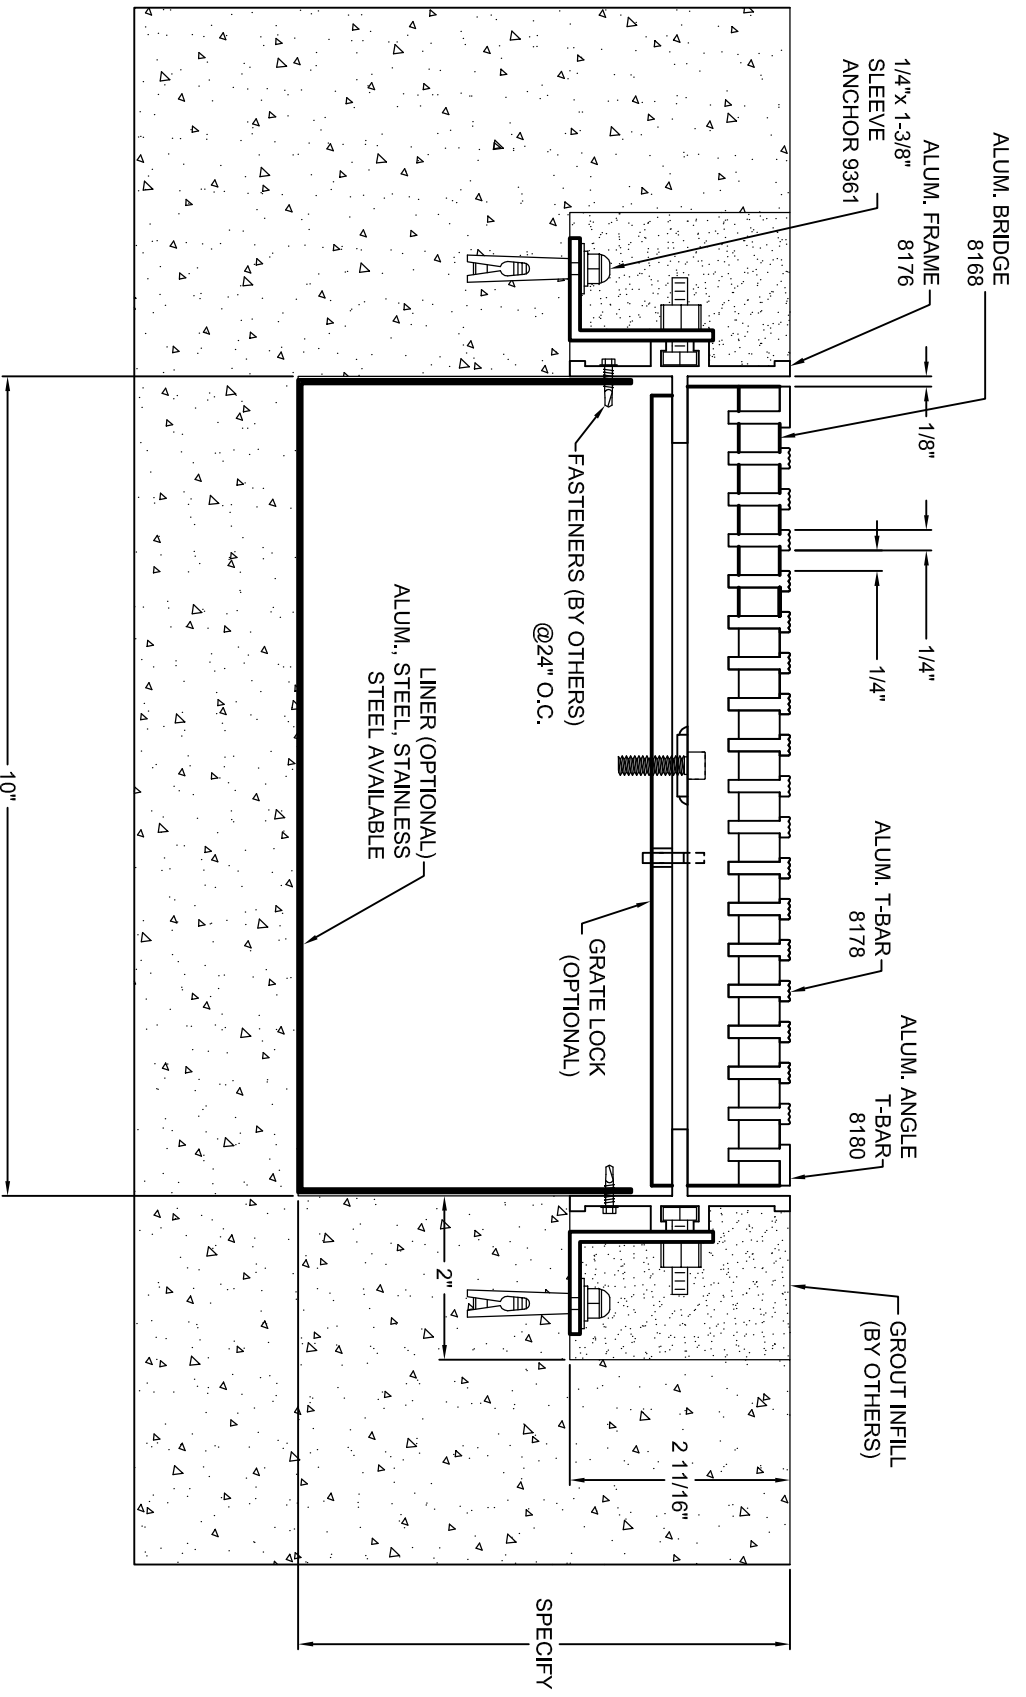 ALUM. BRIDGE
8168
ALUM. FRAME
8176
1/4"x 1-3/8"
SLEEVE
ANCHOR 9361
1/8"
1/4"
1/4"
ALUM. T-BAR
8178
ALUM. ANGLE
T-BAR
8180
GROUT INFILL
(BY OTHERS)
FASTENERS (BY OTHERS)
@24" O.C.
GRATE LOCK
(OPTIONAL)
LINER (OPTIONAL)
ALUM., STEEL, STAINLESS
STEEL AVAILABLE
2 11/16"
2"
SPECIFY
10"